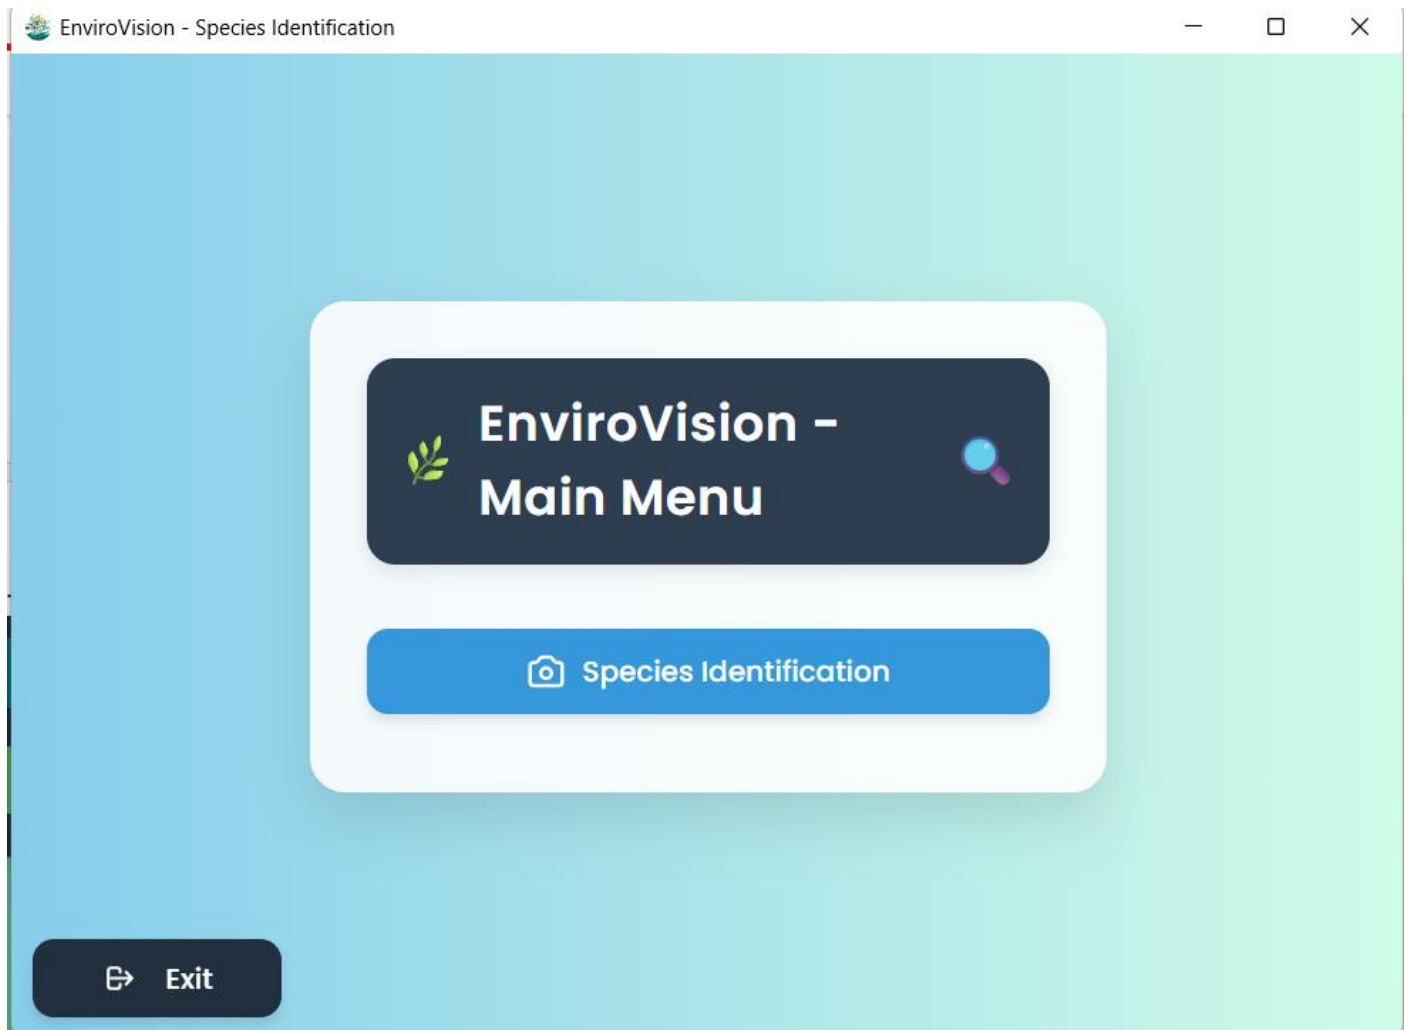 EnviroVision - Species Identification
EnviroVision -
Main Menu
Species Identification
Exit